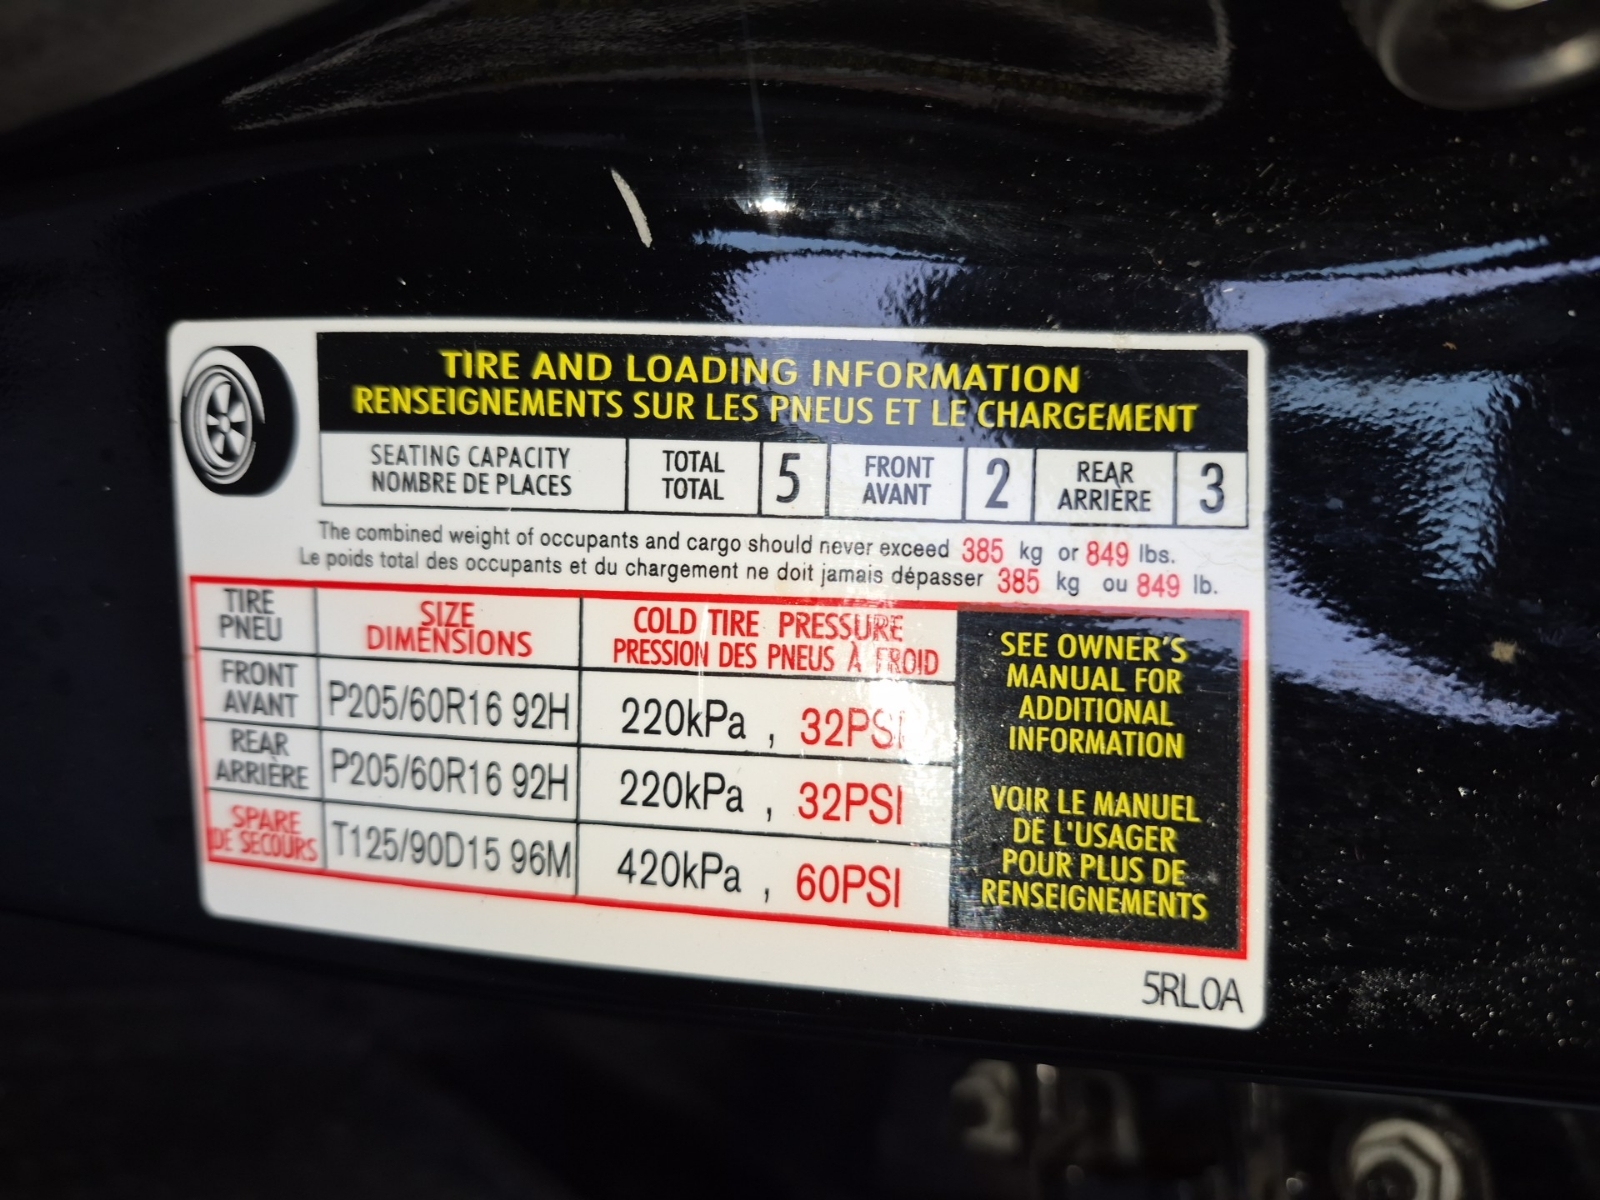 TIRE AND LOADING INFORMATION
RENSEIGNEMENTS SUR LES PNEUS ET LE CHARGEMENT
SEATING CAPACITY
NOMBRE DE PLACES
TOTAL
TOTAL
5
FRONT
AVANT
2
REAR
ARRIÈRE
3
The combined weight of occupants and cargo should never exceed 385 kg or 849 lbs.
Le poids total des occupants et du chargement ne doit jamais dépasser 385 kg ou 849 lb.
TIRE
PNEU
SIZE
DIMENSIONS
COLD TIRE PRESSURE
PRESSION DES PNEUS À FROID
FRONT
AVANT
P205/60R16 92H
220kPa , 32PSI
REAR
ARRIÈRE
P205/60R16 92H
220kPa , 32PSI
SPARE
DE SECOURS
T125/90D15 96M
420kPa , 60PSI
SEE OWNER'S
MANUAL FOR
ADDITIONAL
INFORMATION
VOIR LE MANUEL
DE L'USAGER
POUR PLUS DE
RENSEIGNEMENTS
5RL0A